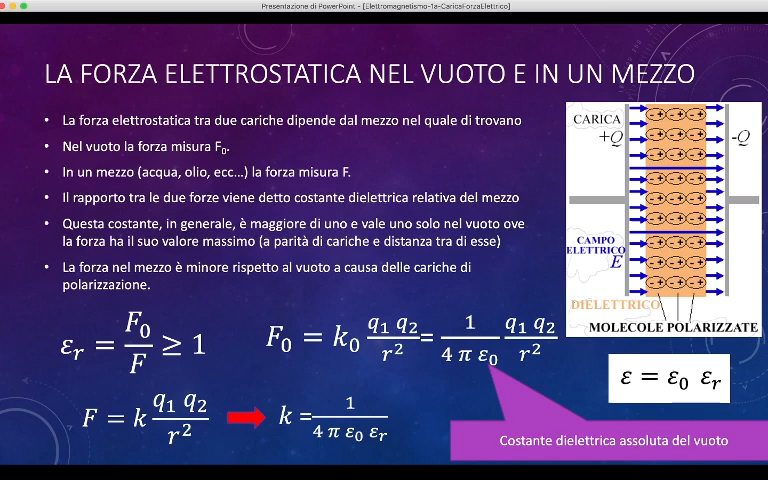 Presentazione di PowerPoint - [Elettromagnetismo-1a-CaricaForzaElettrico]
LA FORZA ELETTROSTATICA NEL VUOTO E IN UN MEZZO
• La forza elettrostatica tra due cariche dipende dal mezzo nel quale di trovano
• Nel vuoto la forza misura F₀.
• In un mezzo (acqua, olio, ecc...) la forza misura F.
• Il rapporto tra le due forze viene detto costante dielettrica relativa del mezzo
• Questa costante, in generale, è maggiore di uno e vale uno solo nel vuoto ove
la forza ha il suo valore massimo (a parità di cariche e distanza tra di esse)
• La forza nel mezzo è minore rispetto al vuoto a causa delle cariche di
polarizzazione.
CARICA
+Q
-Q
CAMPO
ELETTRICO
E
DIELETTRICO
MOLECOLE POLARIZZATE
εᵣ = F₀/F ≥ 1
F₀ = k₀ q₁ q₂/r² = 1/(4 π ε₀) q₁ q₂/r²
ε = ε₀ εᵣ
F = k q₁ q₂/r²
k = 1/(4 π ε₀ εᵣ)
Costante dielettrica assoluta del vuoto